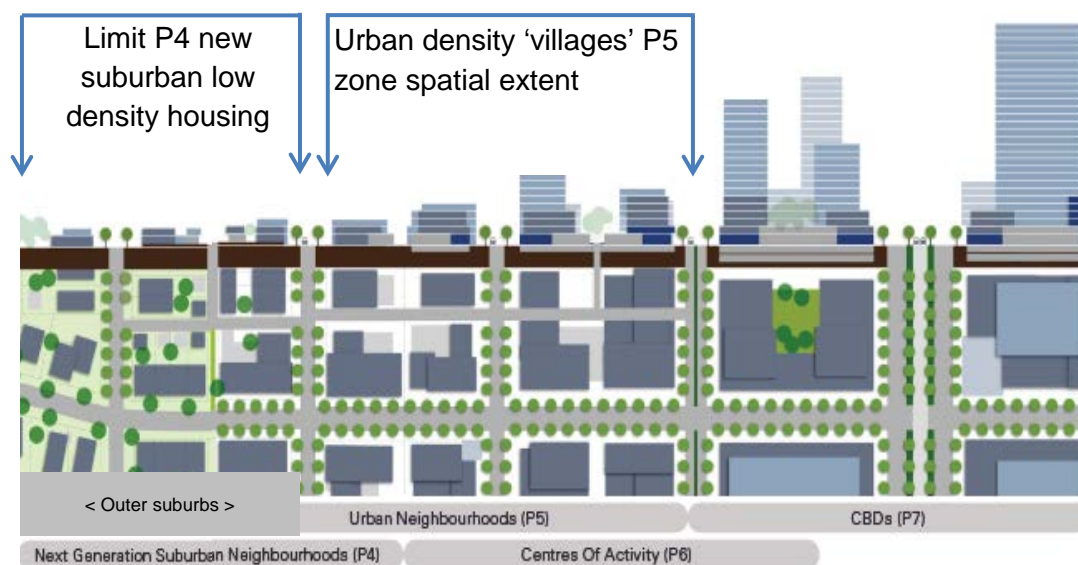 Limit P4 new
suburban low
density housing
Urban density ‘villages’ P5
zone spatial extent
< Outer suburbs >
Urban Neighbourhoods (P5)
CBDs (P7)
Next Generation Suburban Neighbourhoods (P4)
Centres Of Activity (P6)